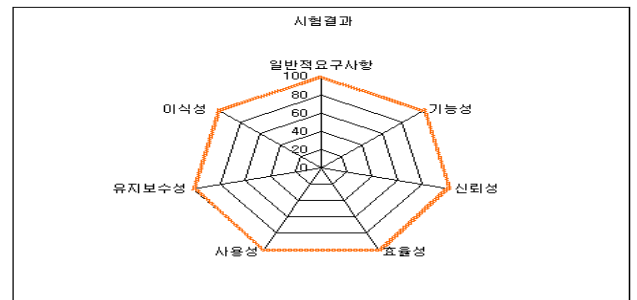 시험결과
일반적요구사항
100
80
60
40
20
0
기능성
신뢰성
효율성
사용성
유지보수성
이식성